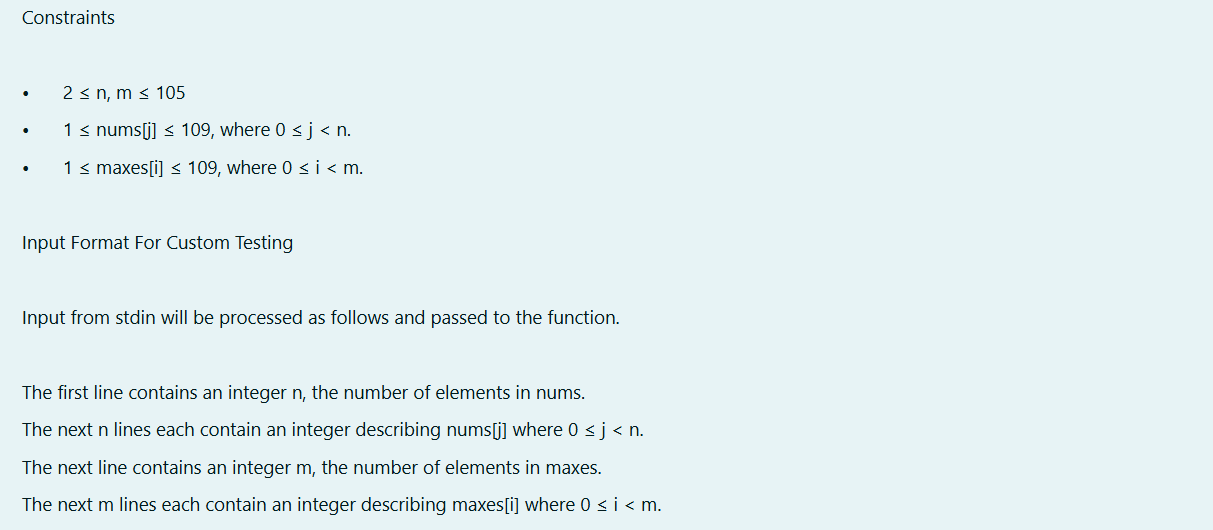 Constraints
• 2 ≤ n, m ≤ 105
• 1 ≤ nums[j] ≤ 109, where 0 ≤ j < n.
• 1 ≤ maxes[i] ≤ 109, where 0 ≤ i < m.
Input Format For Custom Testing
Input from stdin will be processed as follows and passed to the function.
The first line contains an integer n, the number of elements in nums.
The next n lines each contain an integer describing nums[j] where 0 ≤ j < n.
The next line contains an integer m, the number of elements in maxes.
The next m lines each contain an integer describing maxes[i] where 0 ≤ i < m.